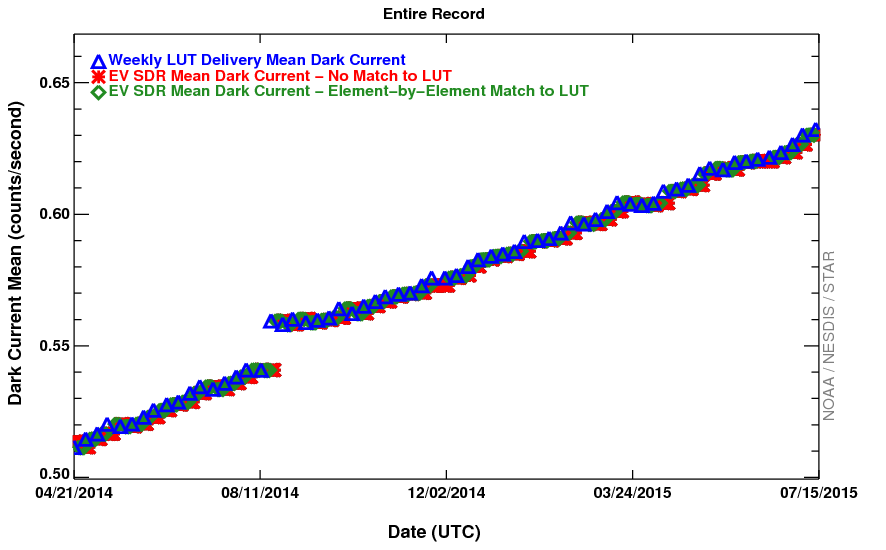 Entire Record
Weekly LUT Delivery Mean Dark Current
EV SDR Mean Dark Current – No Match to LUT
EV SDR Mean Dark Current – Element–by–Element Match to LUT
0.65
0.60
0.55
0.50
Dark Current Mean (counts/second)
04/21/2014 08/11/2014 12/02/2014 03/24/2015 07/15/2015
Date (UTC)
NOAA / NESDIS / STAR